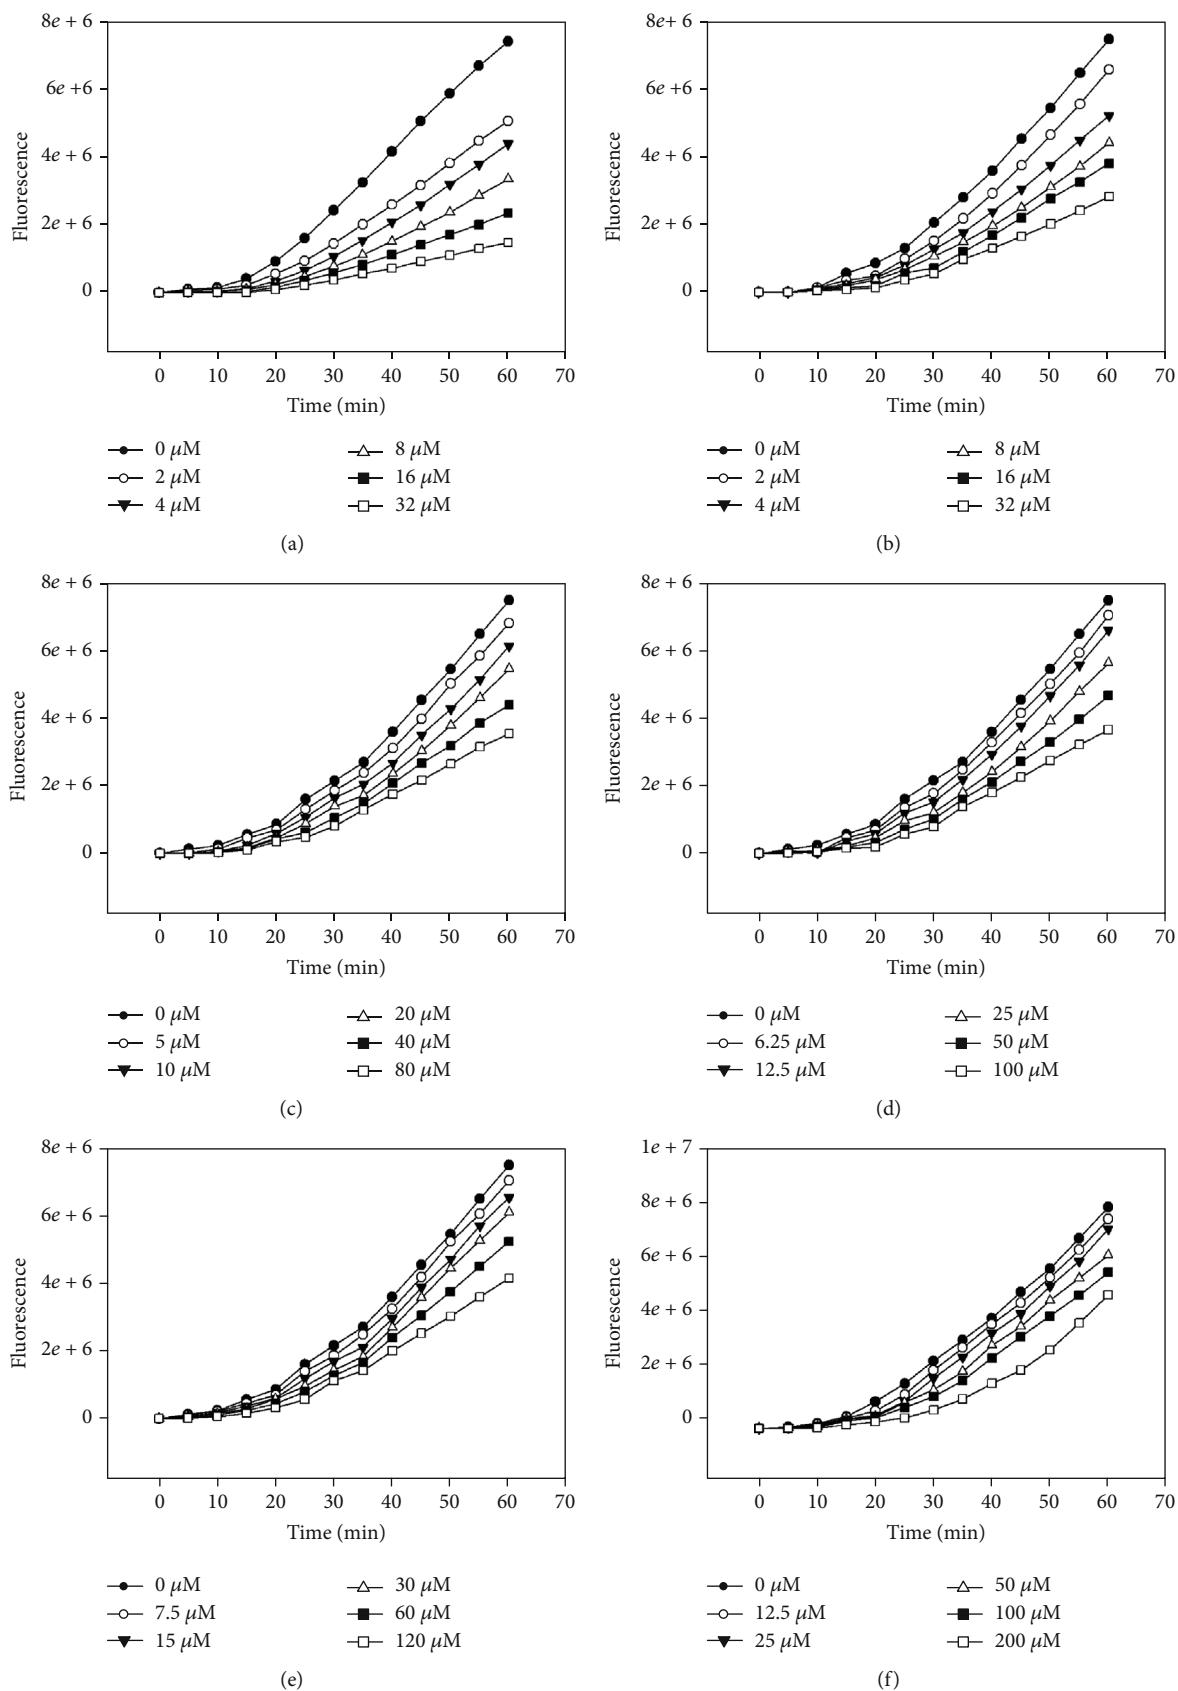 8e + 6
6e + 6
4e + 6
2e + 6
0
Fluorescence
0 10 20 30 40 50 60 70
Time (min)
0 μM
2 μM
4 μM
8 μM
16 μM
32 μM
(a)
8e + 6
6e + 6
4e + 6
2e + 6
0
Fluorescence
0 10 20 30 40 50 60 70
Time (min)
0 μM
2 μM
4 μM
8 μM
16 μM
32 μM
(b)
8e + 6
6e + 6
4e + 6
2e + 6
0
Fluorescence
0 10 20 30 40 50 60 70
Time (min)
0 μM
5 μM
10 μM
20 μM
40 μM
80 μM
(c)
8e + 6
6e + 6
4e + 6
2e + 6
0
Fluorescence
0 10 20 30 40 50 60 70
Time (min)
0 μM
6.25 μM
12.5 μM
25 μM
50 μM
100 μM
(d)
8e + 6
6e + 6
4e + 6
2e + 6
0
Fluorescence
0 10 20 30 40 50 60 70
Time (min)
0 μM
7.5 μM
15 μM
30 μM
60 μM
120 μM
(e)
1e + 7
8e + 6
6e + 6
4e + 6
2e + 6
0
Fluorescence
0 10 20 30 40 50 60 70
Time (min)
0 μM
12.5 μM
25 μM
50 μM
100 μM
200 μM
(f)